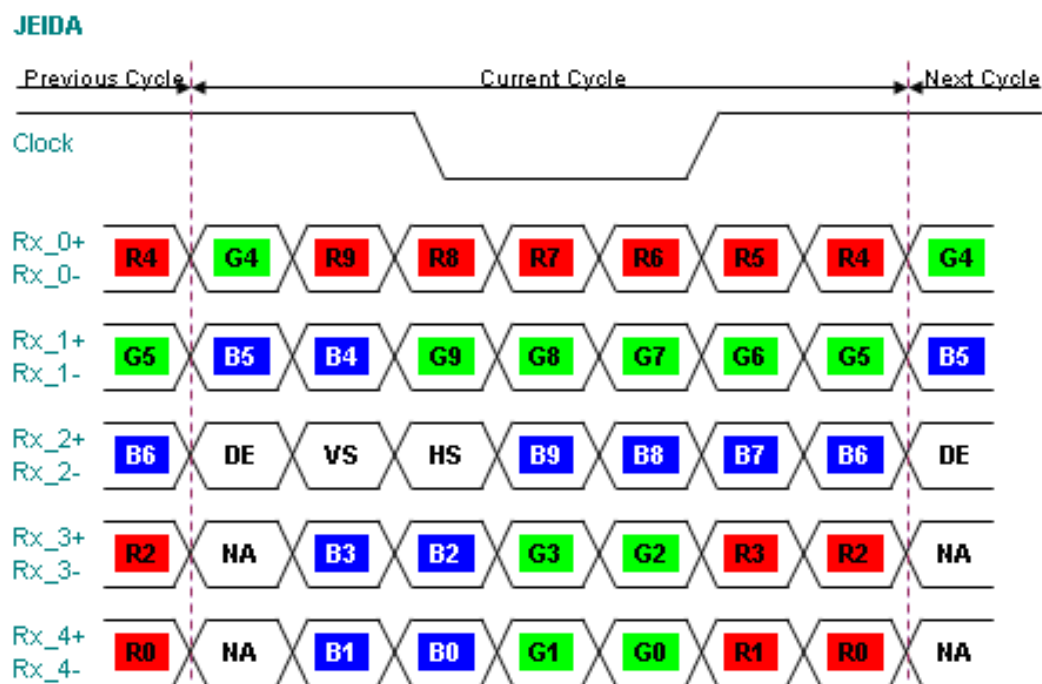 JEIDA
Previous Cycle Current Cycle Next Cycle
Clock
Rx_0+
Rx_0-
R4 G4 R9 R8 R7 R6 R5 R4 G4
Rx_1+
Rx_1-
G5 B5 B4 G9 G8 G7 G6 G5 B5
Rx_2+
Rx_2-
B6 DE VS HS B9 B8 B7 B6 DE
Rx_3+
Rx_3-
R2 NA B3 B2 G3 G2 R3 R2 NA
Rx_4+
Rx_4-
R0 NA B1 B0 G1 G0 R1 R0 NA